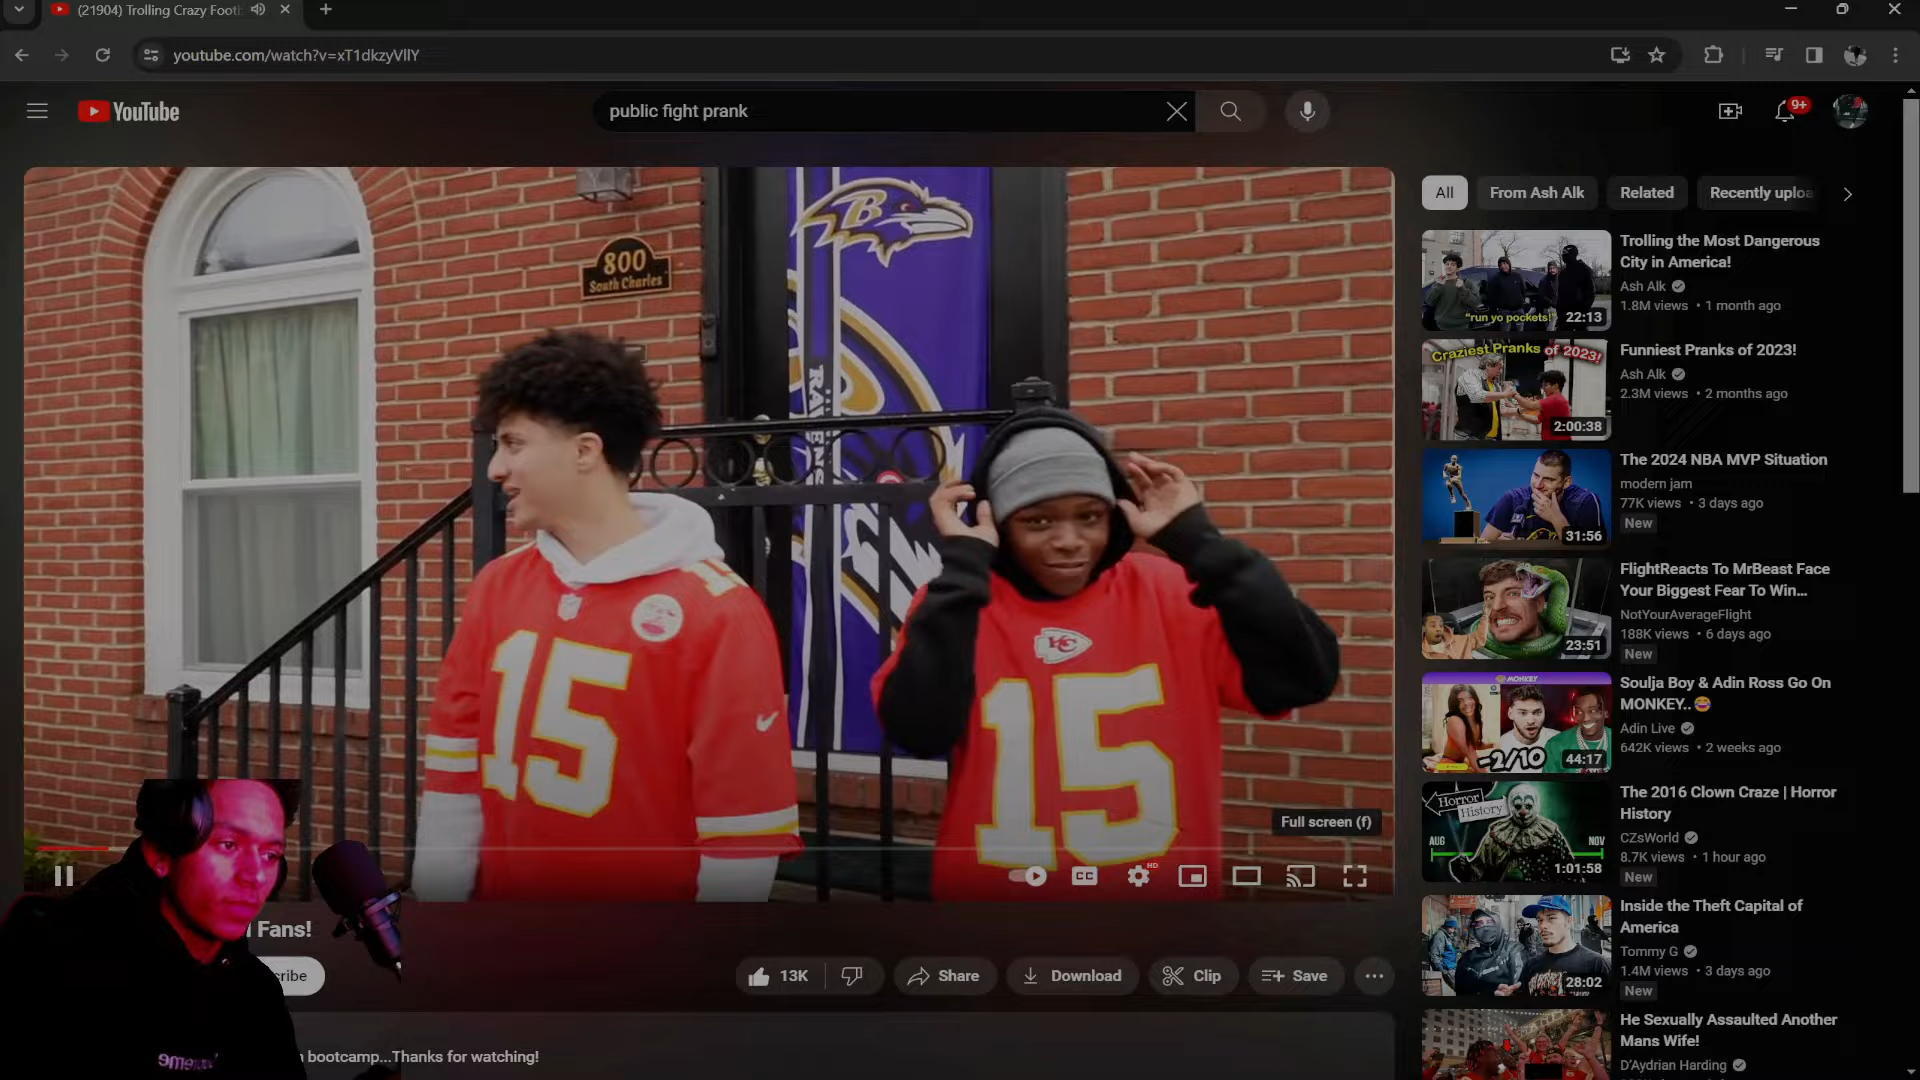 (21904) Trolling Crazy Footb
youtube.com/watch?v=xT1dkzyVllY
YouTube
public fight prank
9+
800
South Charles
B
RAVENS
15
KC
15
Full screen (f)
CC
HD
l Fans!
cribe
13K
Share
Download
Clip
Save
n bootcamp...Thanks for watching!
All
From Ash Alk
Related
Recently uploa
"run yo pockets!"
22:13
Trolling the Most Dangerous
City in America!
Ash Alk
1.8M views • 1 month ago
Craziest Pranks of 2023!
2:00:38
Funniest Pranks of 2023!
Ash Alk
2.3M views • 2 months ago
31:56
The 2024 NBA MVP Situation
modern jam
77K views • 3 days ago
New
23:51
FlightReacts To MrBeast Face
Your Biggest Fear To Win...
NotYourAverageFlight
188K views • 6 days ago
New
MONKEY
-2/10
44:17
Soulja Boy & Adin Ross Go On
MONKEY..😂
Adin Live
642K views • 2 weeks ago
Horror
History
AUG
NOV
1:01:58
The 2016 Clown Craze | Horror
History
CZsWorld
8.7K views • 1 hour ago
New
28:02
Inside the Theft Capital of
America
Tommy G
1.4M views • 3 days ago
New
He Sexually Assaulted Another
Mans Wife!
D'Aydrian Harding